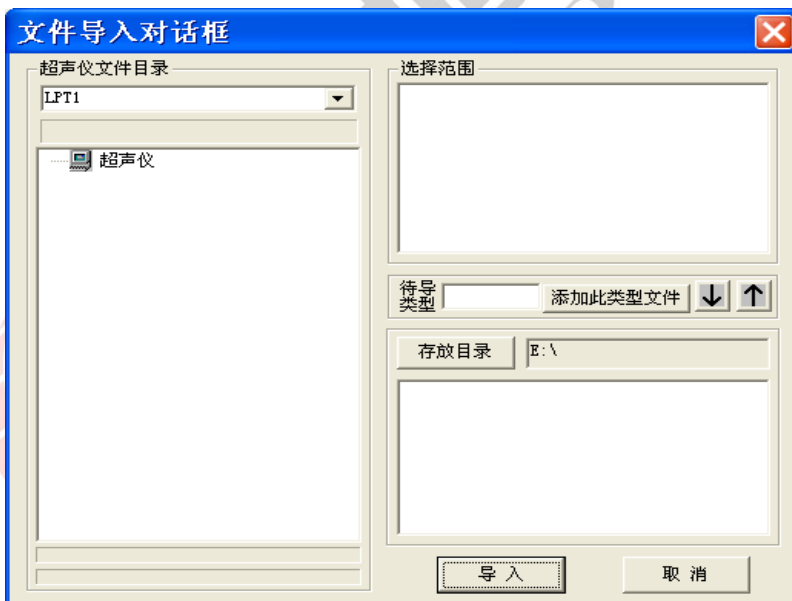 文件导入对话框
超声仪文件目录
LPT1
超声仪
选择范围
待导
类型
添加此类型文件
存放目录
E:\
导入
取消